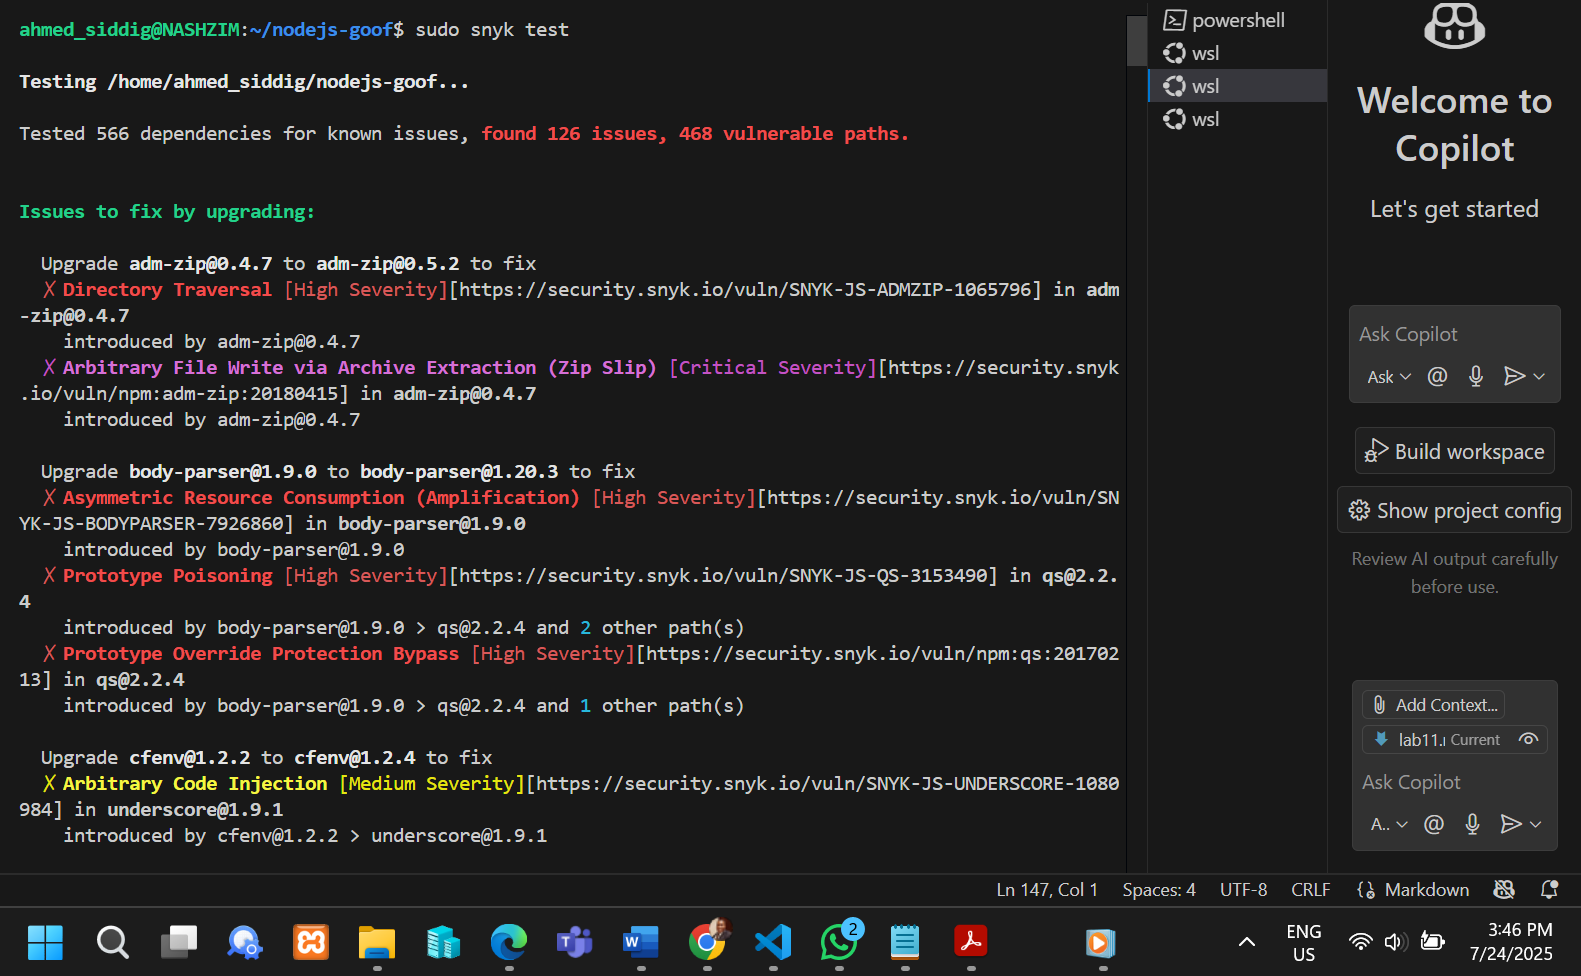 ahmed_siddig@NASHZIM:~/nodejs-goof$ sudo snyk test
Testing /home/ahmed_siddig/nodejs-goof...
Tested 566 dependencies for known issues, found 126 issues, 468 vulnerable paths.
Issues to fix by upgrading:
Upgrade adm-zip@0.4.7 to adm-zip@0.5.2 to fix
✗ Directory Traversal [High Severity][https://security.snyk.io/vuln/SNYK-JS-ADMZIP-1065796] in adm
-zip@0.4.7
introduced by adm-zip@0.4.7
✗ Arbitrary File Write via Archive Extraction (Zip Slip) [Critical Severity][https://security.snyk
.io/vuln/npm:adm-zip:20180415] in adm-zip@0.4.7
introduced by adm-zip@0.4.7
Upgrade body-parser@1.9.0 to body-parser@1.20.3 to fix
✗ Asymmetric Resource Consumption (Amplification) [High Severity][https://security.snyk.io/vuln/SN
YK-JS-BODYPARSER-7926860] in body-parser@1.9.0
introduced by body-parser@1.9.0
✗ Prototype Poisoning [High Severity][https://security.snyk.io/vuln/SNYK-JS-QS-3153490] in qs@2.2.
4
introduced by body-parser@1.9.0 > qs@2.2.4 and 2 other path(s)
✗ Prototype Override Protection Bypass [High Severity][https://security.snyk.io/vuln/npm:qs:201702
13] in qs@2.2.4
introduced by body-parser@1.9.0 > qs@2.2.4 and 1 other path(s)
Upgrade cfenv@1.2.2 to cfenv@1.2.4 to fix
✗ Arbitrary Code Injection [Medium Severity][https://security.snyk.io/vuln/SNYK-JS-UNDERSCORE-1080
984] in underscore@1.9.1
introduced by cfenv@1.2.2 > underscore@1.9.1
powershell
wsl
wsl
wsl
Welcome to
Copilot
Let's get started
Ask Copilot
Ask
Build workspace
Show project config
Review AI output carefully
before use.
Add Context...
lab11.r Current
Ask Copilot
A..
Ln 147, Col 1 Spaces: 4 UTF-8 CRLF Markdown
2
ENG
US
3:46 PM
7/24/2025